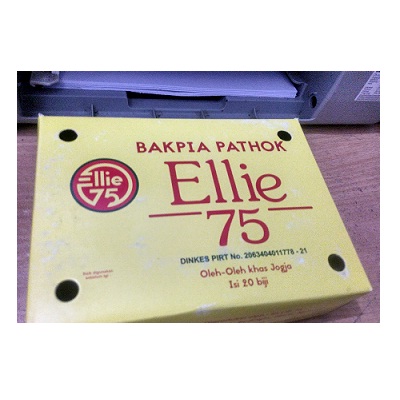 BAKPIA PATHOK
Ellie
75
Ellie
75
DINKES PIRT No. 2063404011778 - 21
Oleh-Oleh khas Jogja
Isi 20 biji